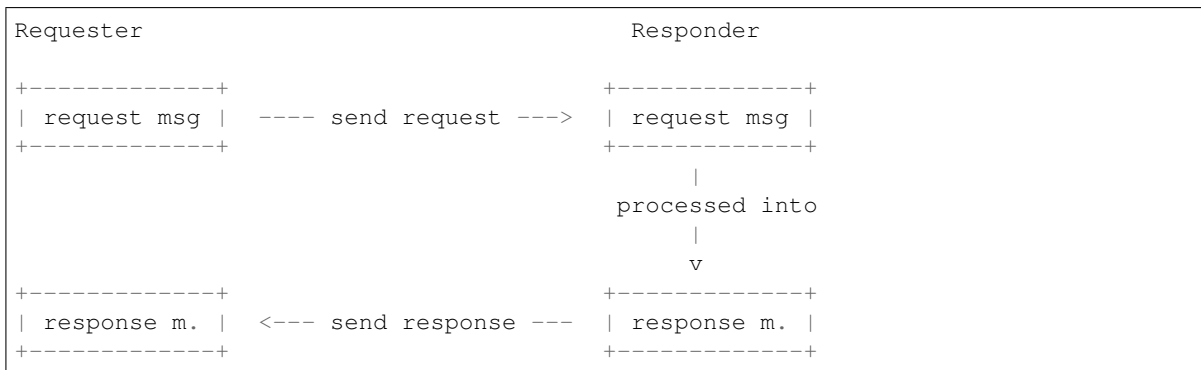 Requester                                 Responder
+-------------+                         +-------------+
| request msg |  ---- send request ---> | request msg |
+-------------+                         +-------------+
                                              |
                                        processed into
                                              |
                                              v
+-------------+                         +-------------+
| response m. |  <--- send response --- | response m. |
+-------------+                         +-------------+